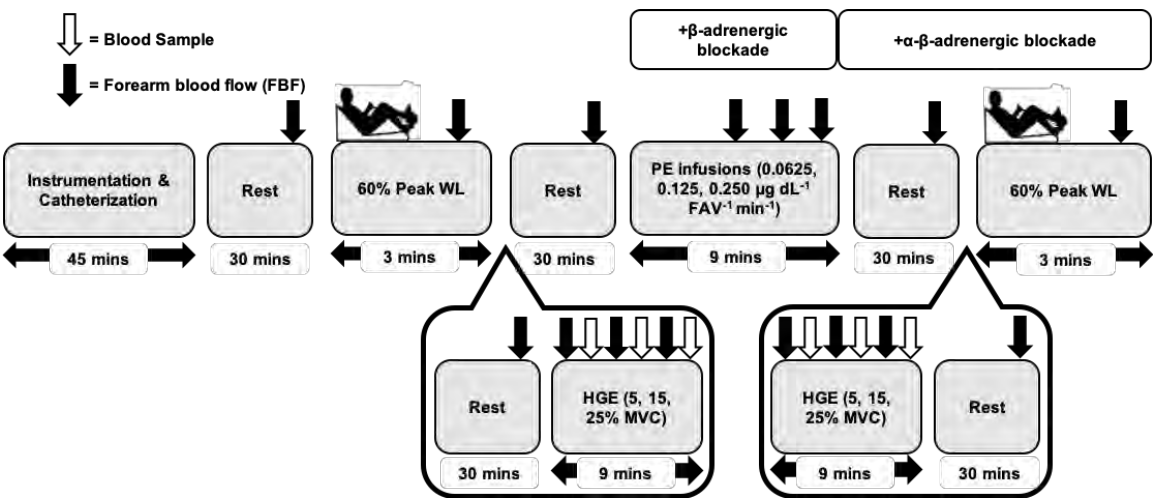 = Blood Sample
= Forearm blood flow (FBF)
+β-adrenergic
blockade
+α-β-adrenergic blockade
Instrumentation &
Catheterization
45 mins
Rest
30 mins
60% Peak WL
3 mins
Rest
30 mins
PE infusions (0.0625,
0.125, 0.250 µg dL⁻¹
FAV⁻¹ min⁻¹)
9 mins
Rest
30 mins
60% Peak WL
3 mins
Rest
30 mins
HGE (5, 15,
25% MVC)
9 mins
HGE (5, 15,
25% MVC)
9 mins
Rest
30 mins